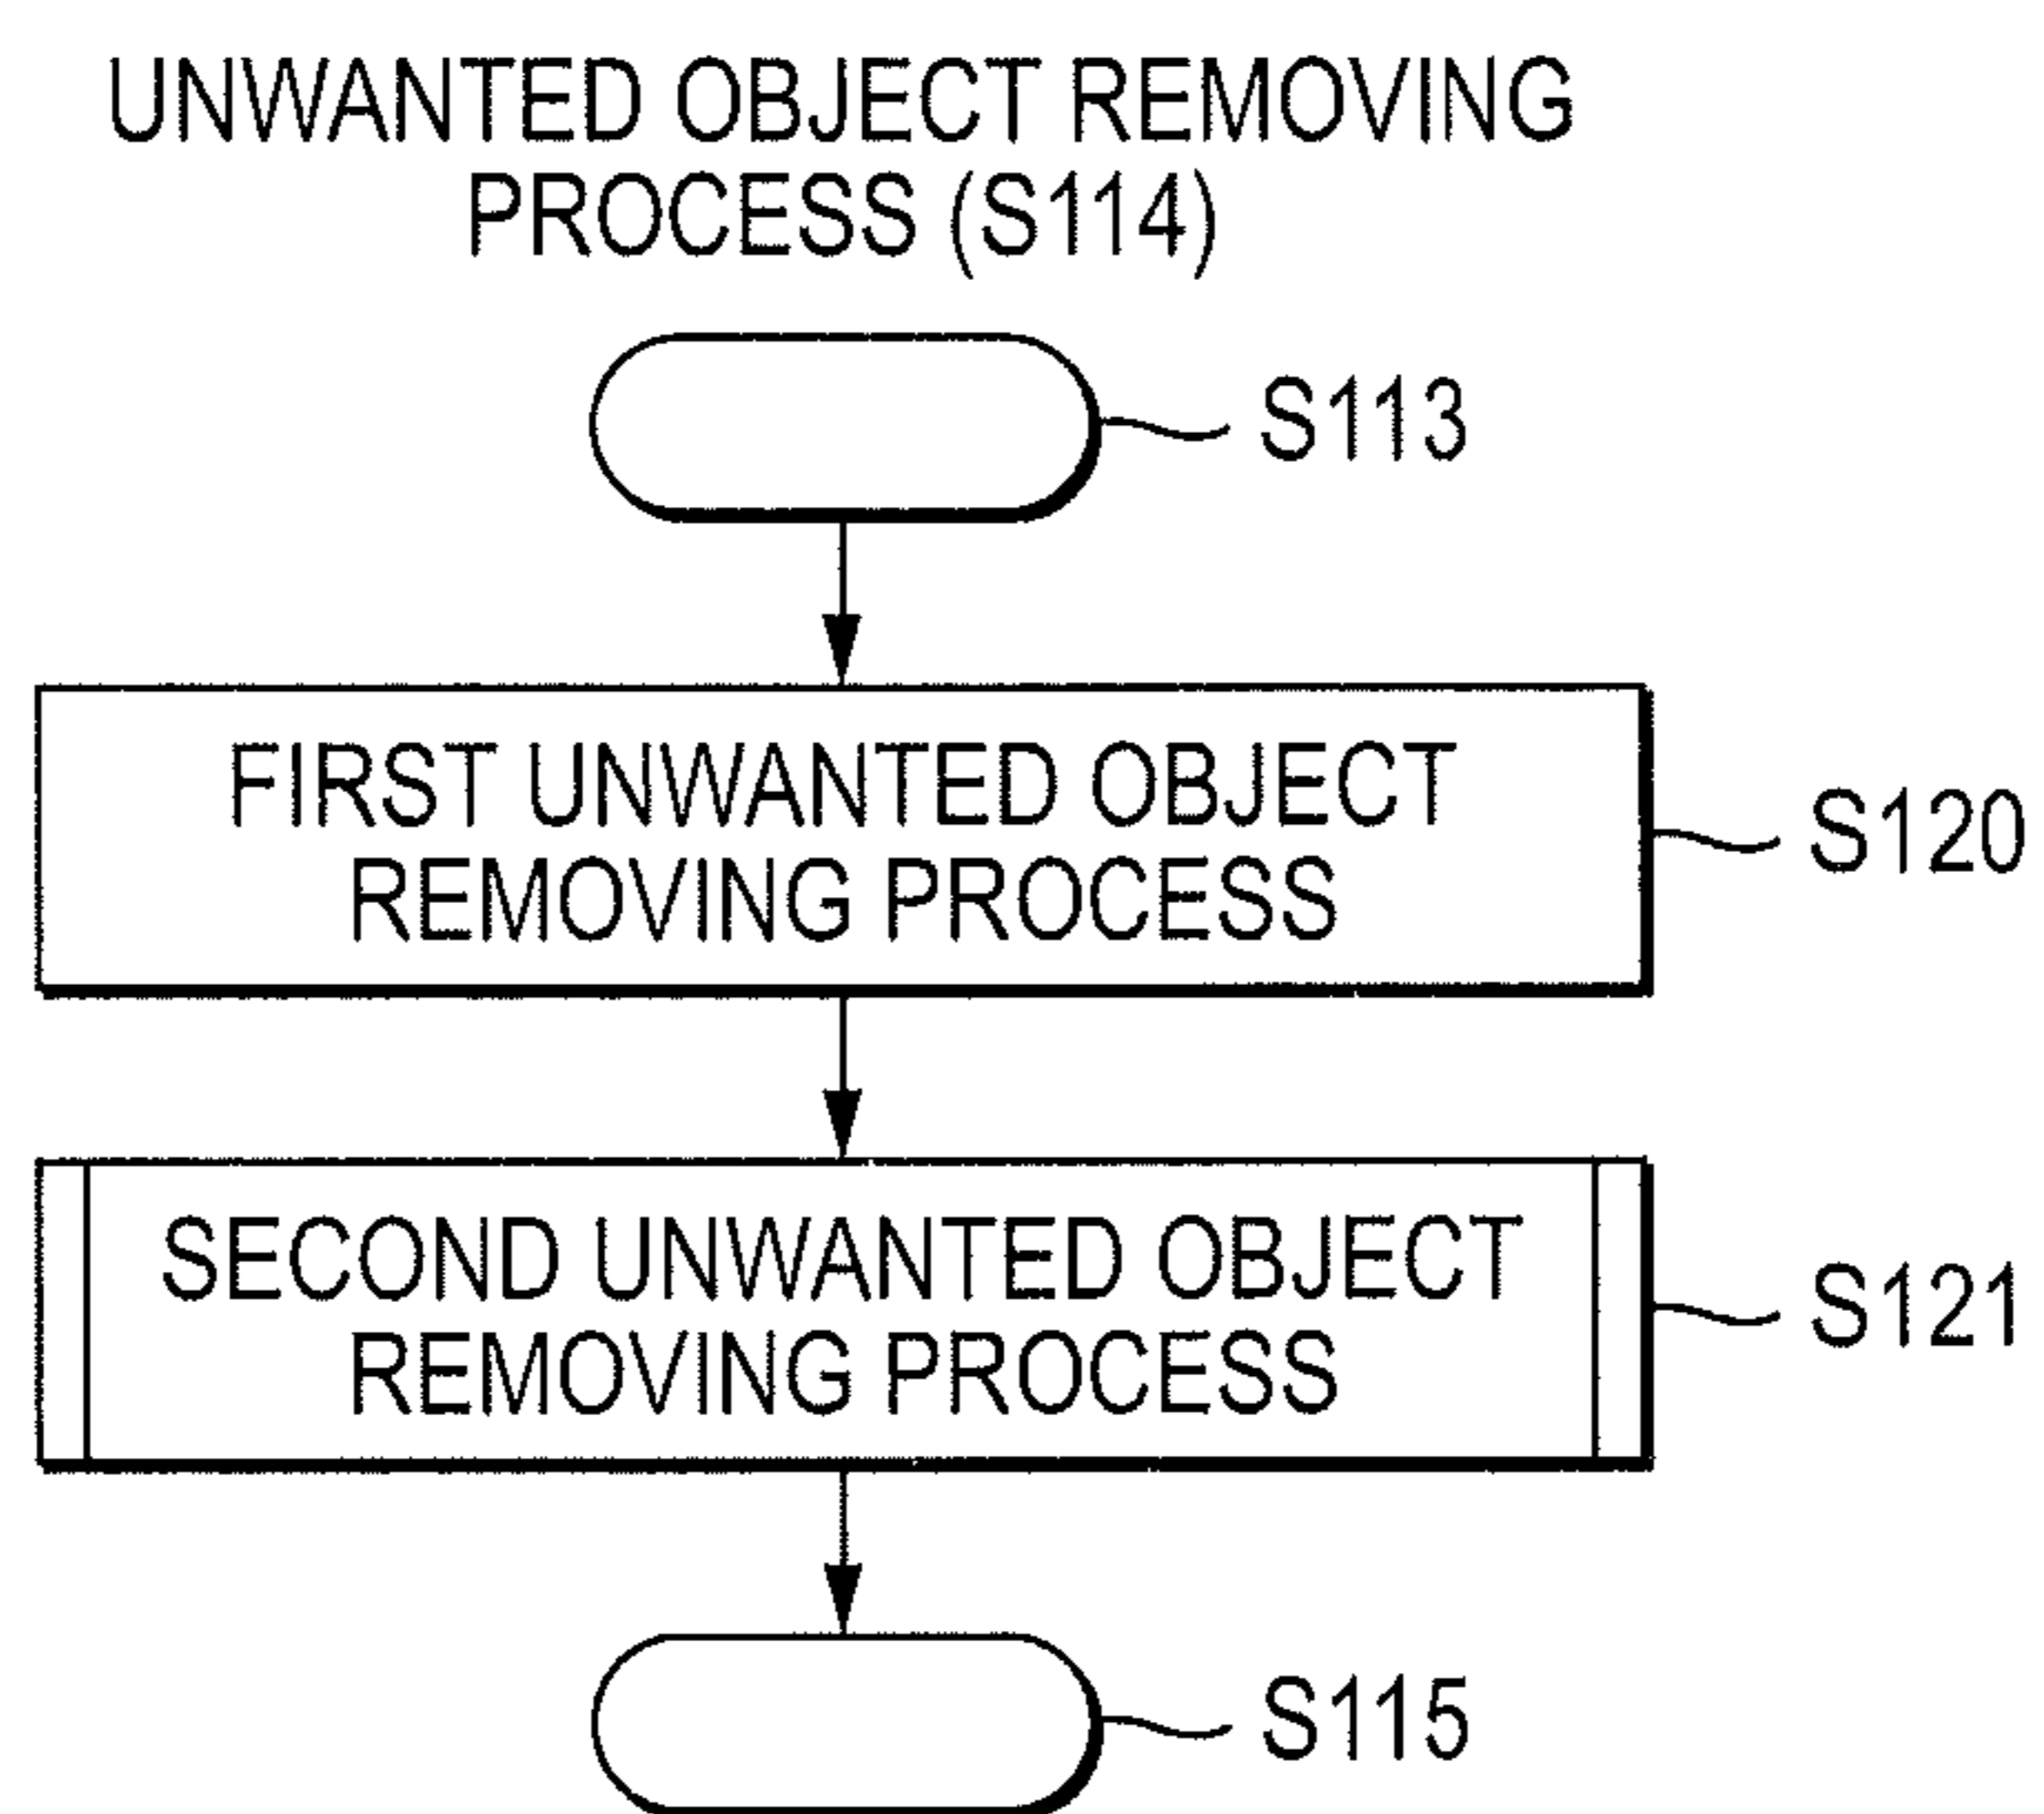 UNWANTED OBJECT REMOVING
PROCESS (S114)
S113
FIRST UNWANTED OBJECT
REMOVING PROCESS
S120
SECOND UNWANTED OBJECT
REMOVING PROCESS
S121
S115